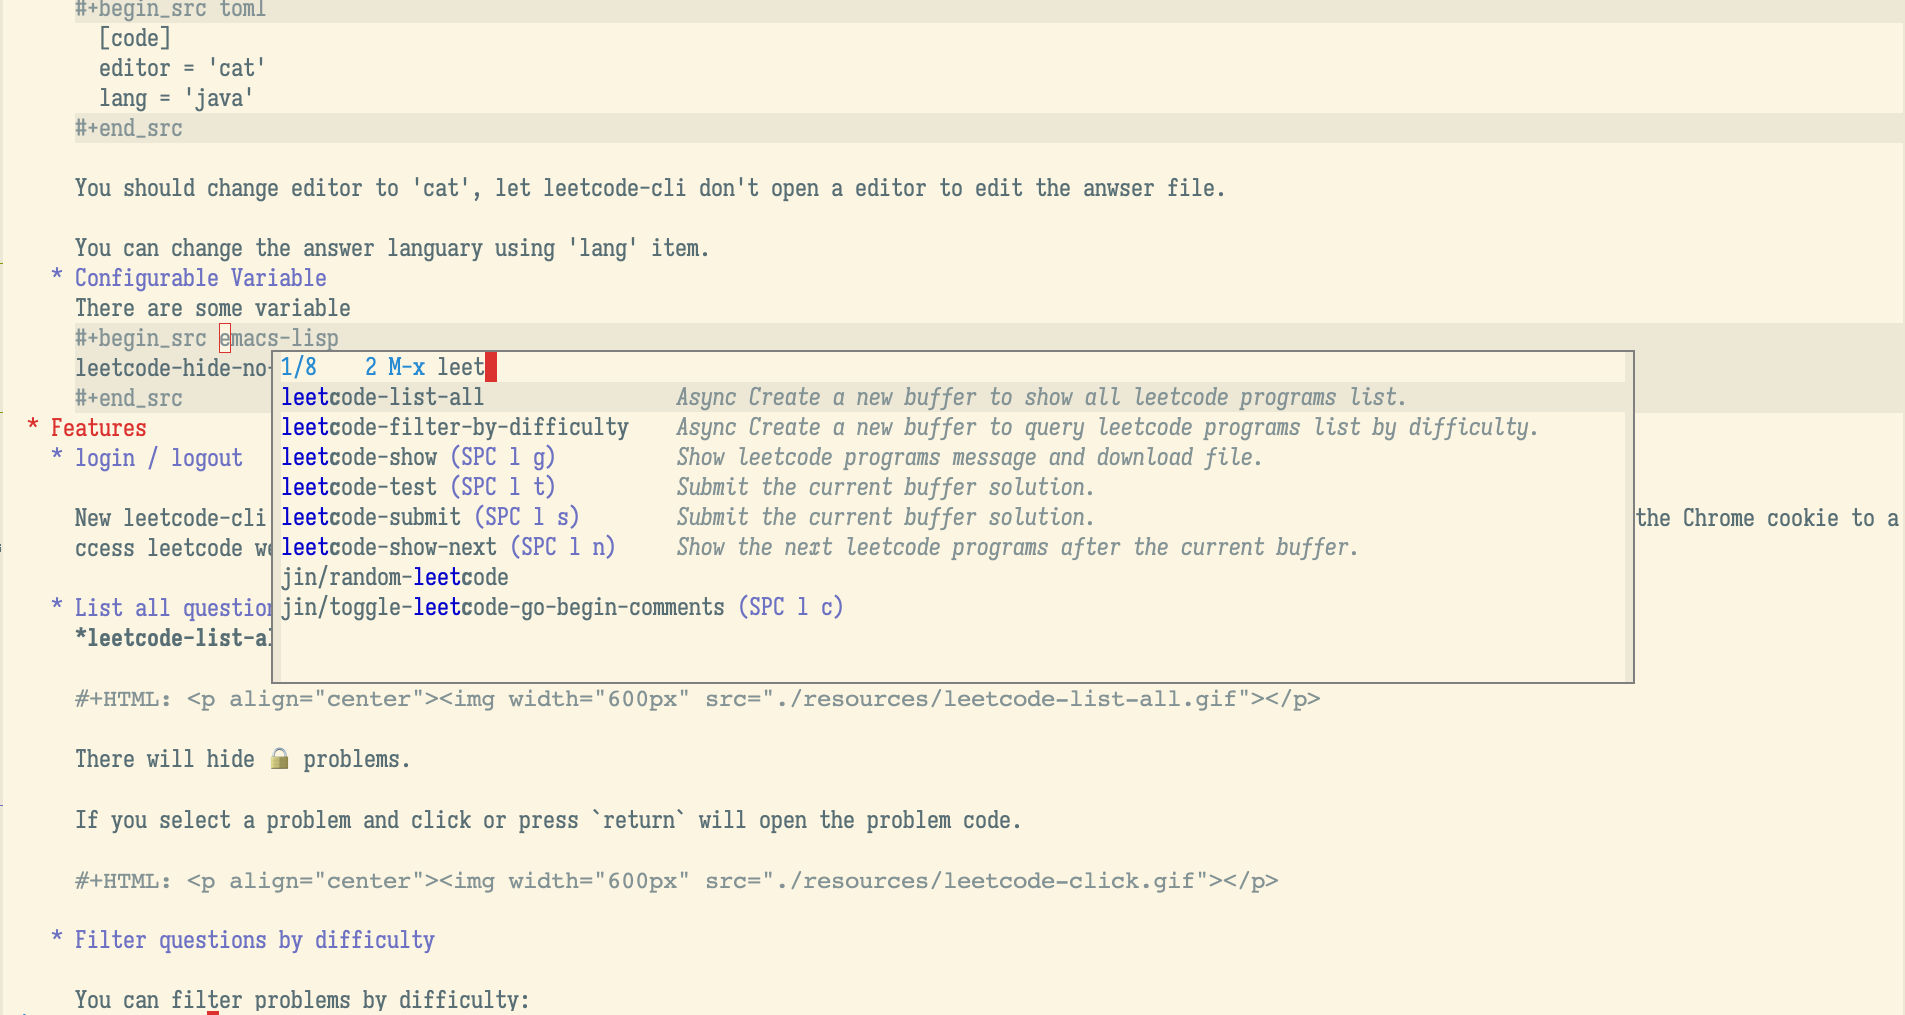 #+begin_src toml
[code]
editor = 'cat'
lang = 'java'
#+end_src
You should change editor to 'cat', let leetcode-cli don't open a editor to edit the anwser file.
You can change the answer languary using 'lang' item.
* Configurable Variable
There are some variable
#+begin_src emacs-lisp
leetcode-hide-no-
#+end_src
* Features
* login / logout
New leetcode-cli
the Chrome cookie to a
ccess leetcode we
* List all question
*leetcode-list-al
1/8 2 M-x leet
leetcode-list-all Async Create a new buffer to show all leetcode programs list.
leetcode-filter-by-difficulty Async Create a new buffer to query leetcode programs list by difficulty.
leetcode-show (SPC l g) Show leetcode programs message and download file.
leetcode-test (SPC l t) Submit the current buffer solution.
leetcode-submit (SPC l s) Submit the current buffer solution.
leetcode-show-next (SPC l n) Show the next leetcode programs after the current buffer.
jin/random-leetcode
jin/toggle-leetcode-go-begin-comments (SPC l c)
#+HTML: <p align="center"><img width="600px" src="./resources/leetcode-list-all.gif"></p>
There will hide 🔒 problems.
If you select a problem and click or press `return` will open the problem code.
#+HTML: <p align="center"><img width="600px" src="./resources/leetcode-click.gif"></p>
* Filter questions by difficulty
You can filter problems by difficulty: